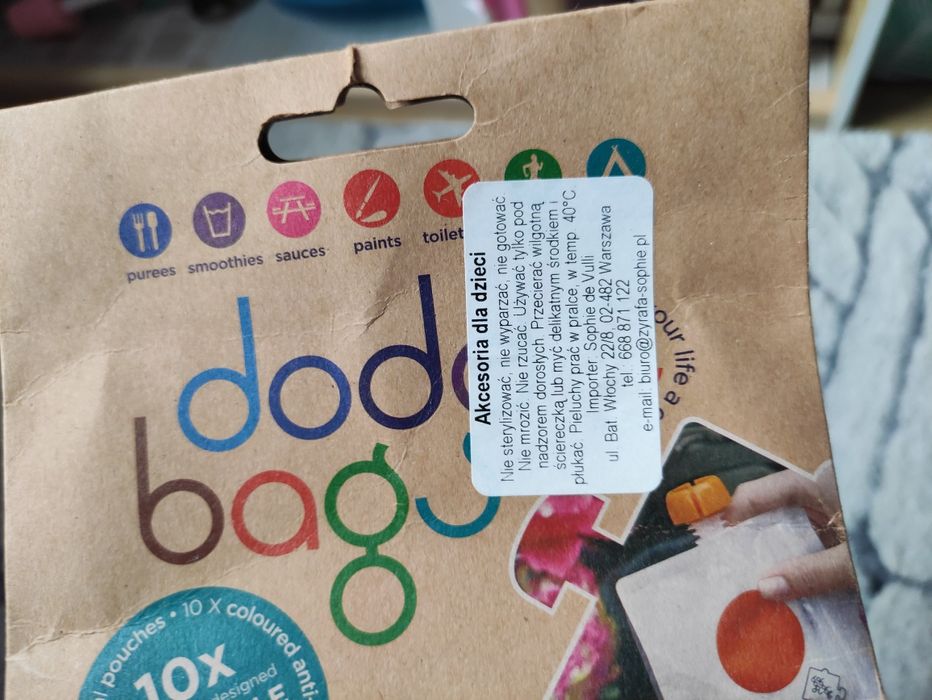 purees
smoothies
sauces
paints
dodo
bags
our life a
Akcesoria dla dzieci
Nie sterylizować, nie wyparzać, nie gotować
Nie mrozić. Nie rzucać. Używać tylko pod
nadzorem dorosłych Przecierać wilgotną
ściereczką lub myć delikatnym środkiem i
płukać Pieluchy prać w pralce, w temp 40°C
Importer: Sophie de Vulli
ul Bat Włochy 22/8, 02-482 Warszawa
tel.: 668 871 122
e-mail: biuro@zyrafa-sophie.pl
pouches • 10 X coloured
10x
designed